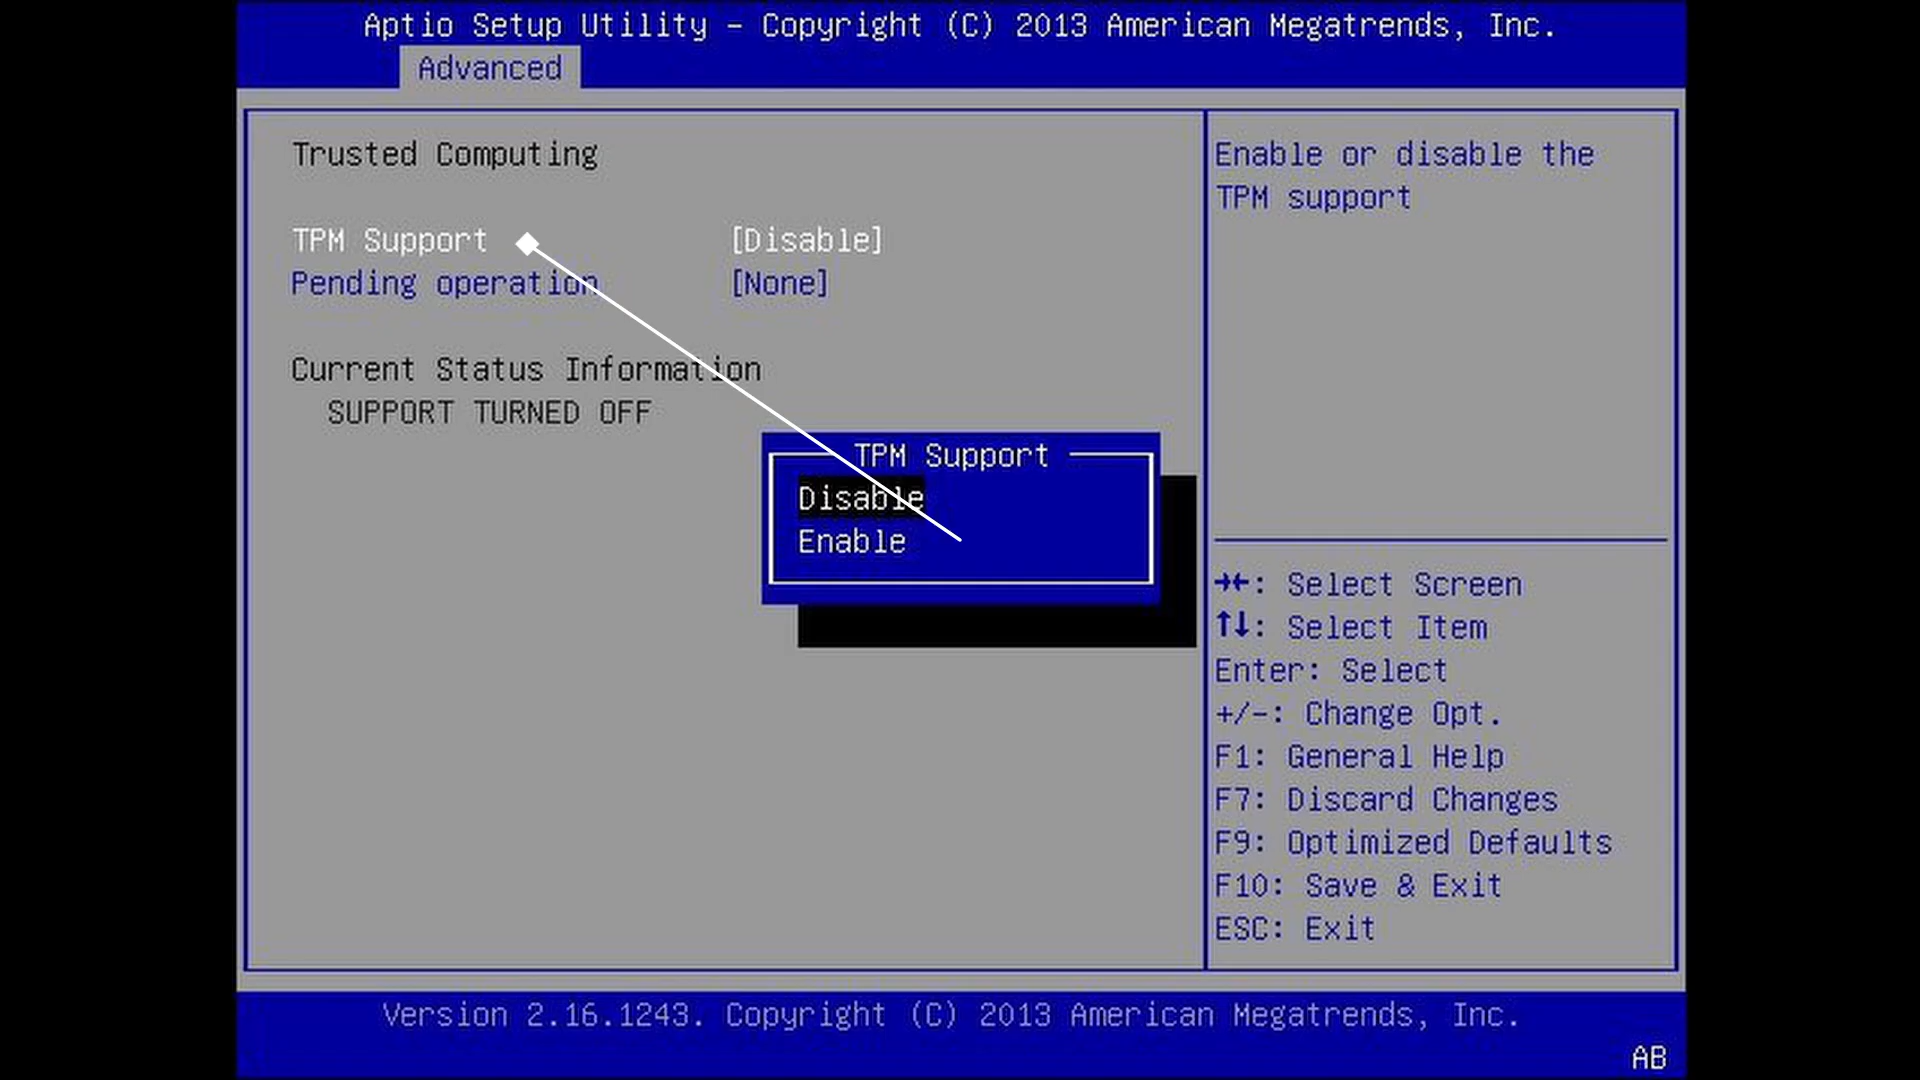 Aptio Setup Utility – Copyright (C) 2013 American Megatrends, Inc.
Advanced
Trusted Computing
TPM Support [Disable]
Pending operation [None]
Current Status Information
SUPPORT TURNED OFF
TPM Support
Disable
Enable
Enable or disable the
TPM support
→←: Select Screen
↑↓: Select Item
Enter: Select
+/-: Change Opt.
F1: General Help
F7: Discard Changes
F9: Optimized Defaults
F10: Save & Exit
ESC: Exit
Version 2.16.1243. Copyright (C) 2013 American Megatrends, Inc.
AB